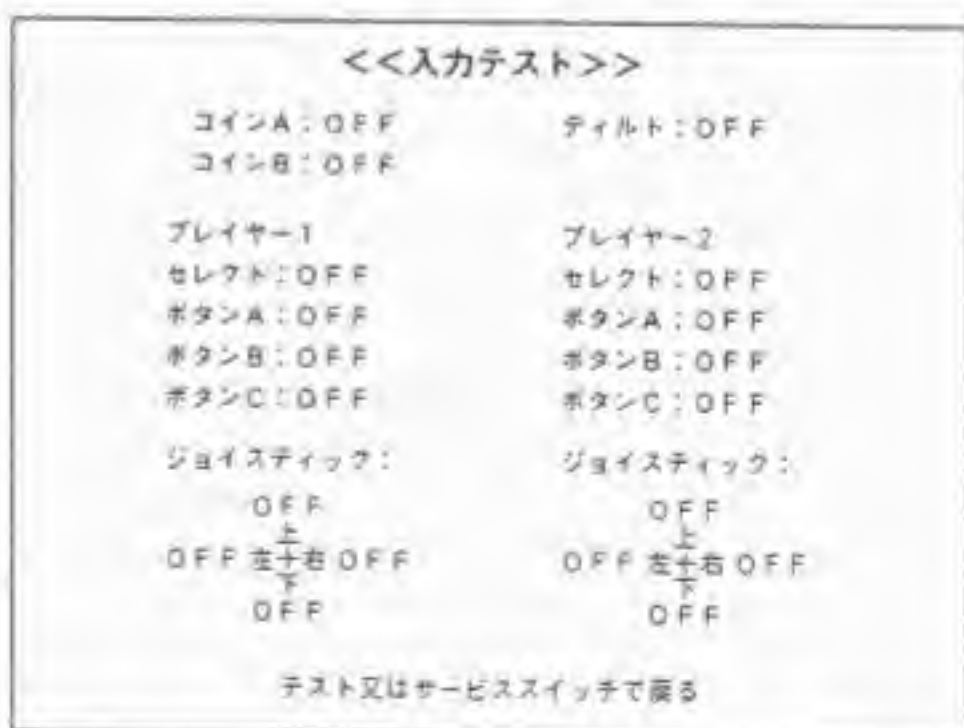 <<入力テスト>>
コインA:OFF ティルト:OFF
コインB:OFF
プレイヤー1 プレイヤー2
セレクト:OFF セレクト:OFF
ボタンA:OFF ボタンA:OFF
ボタンB:OFF ボタンB:OFF
ボタンC:OFF ボタンC:OFF
ジョイスティック: ジョイスティック:
OFF OFF
上 上
OFF 左十右 OFF OFF 左十右 OFF
下 下
OFF OFF
テスト又はサービススイッチで戻る